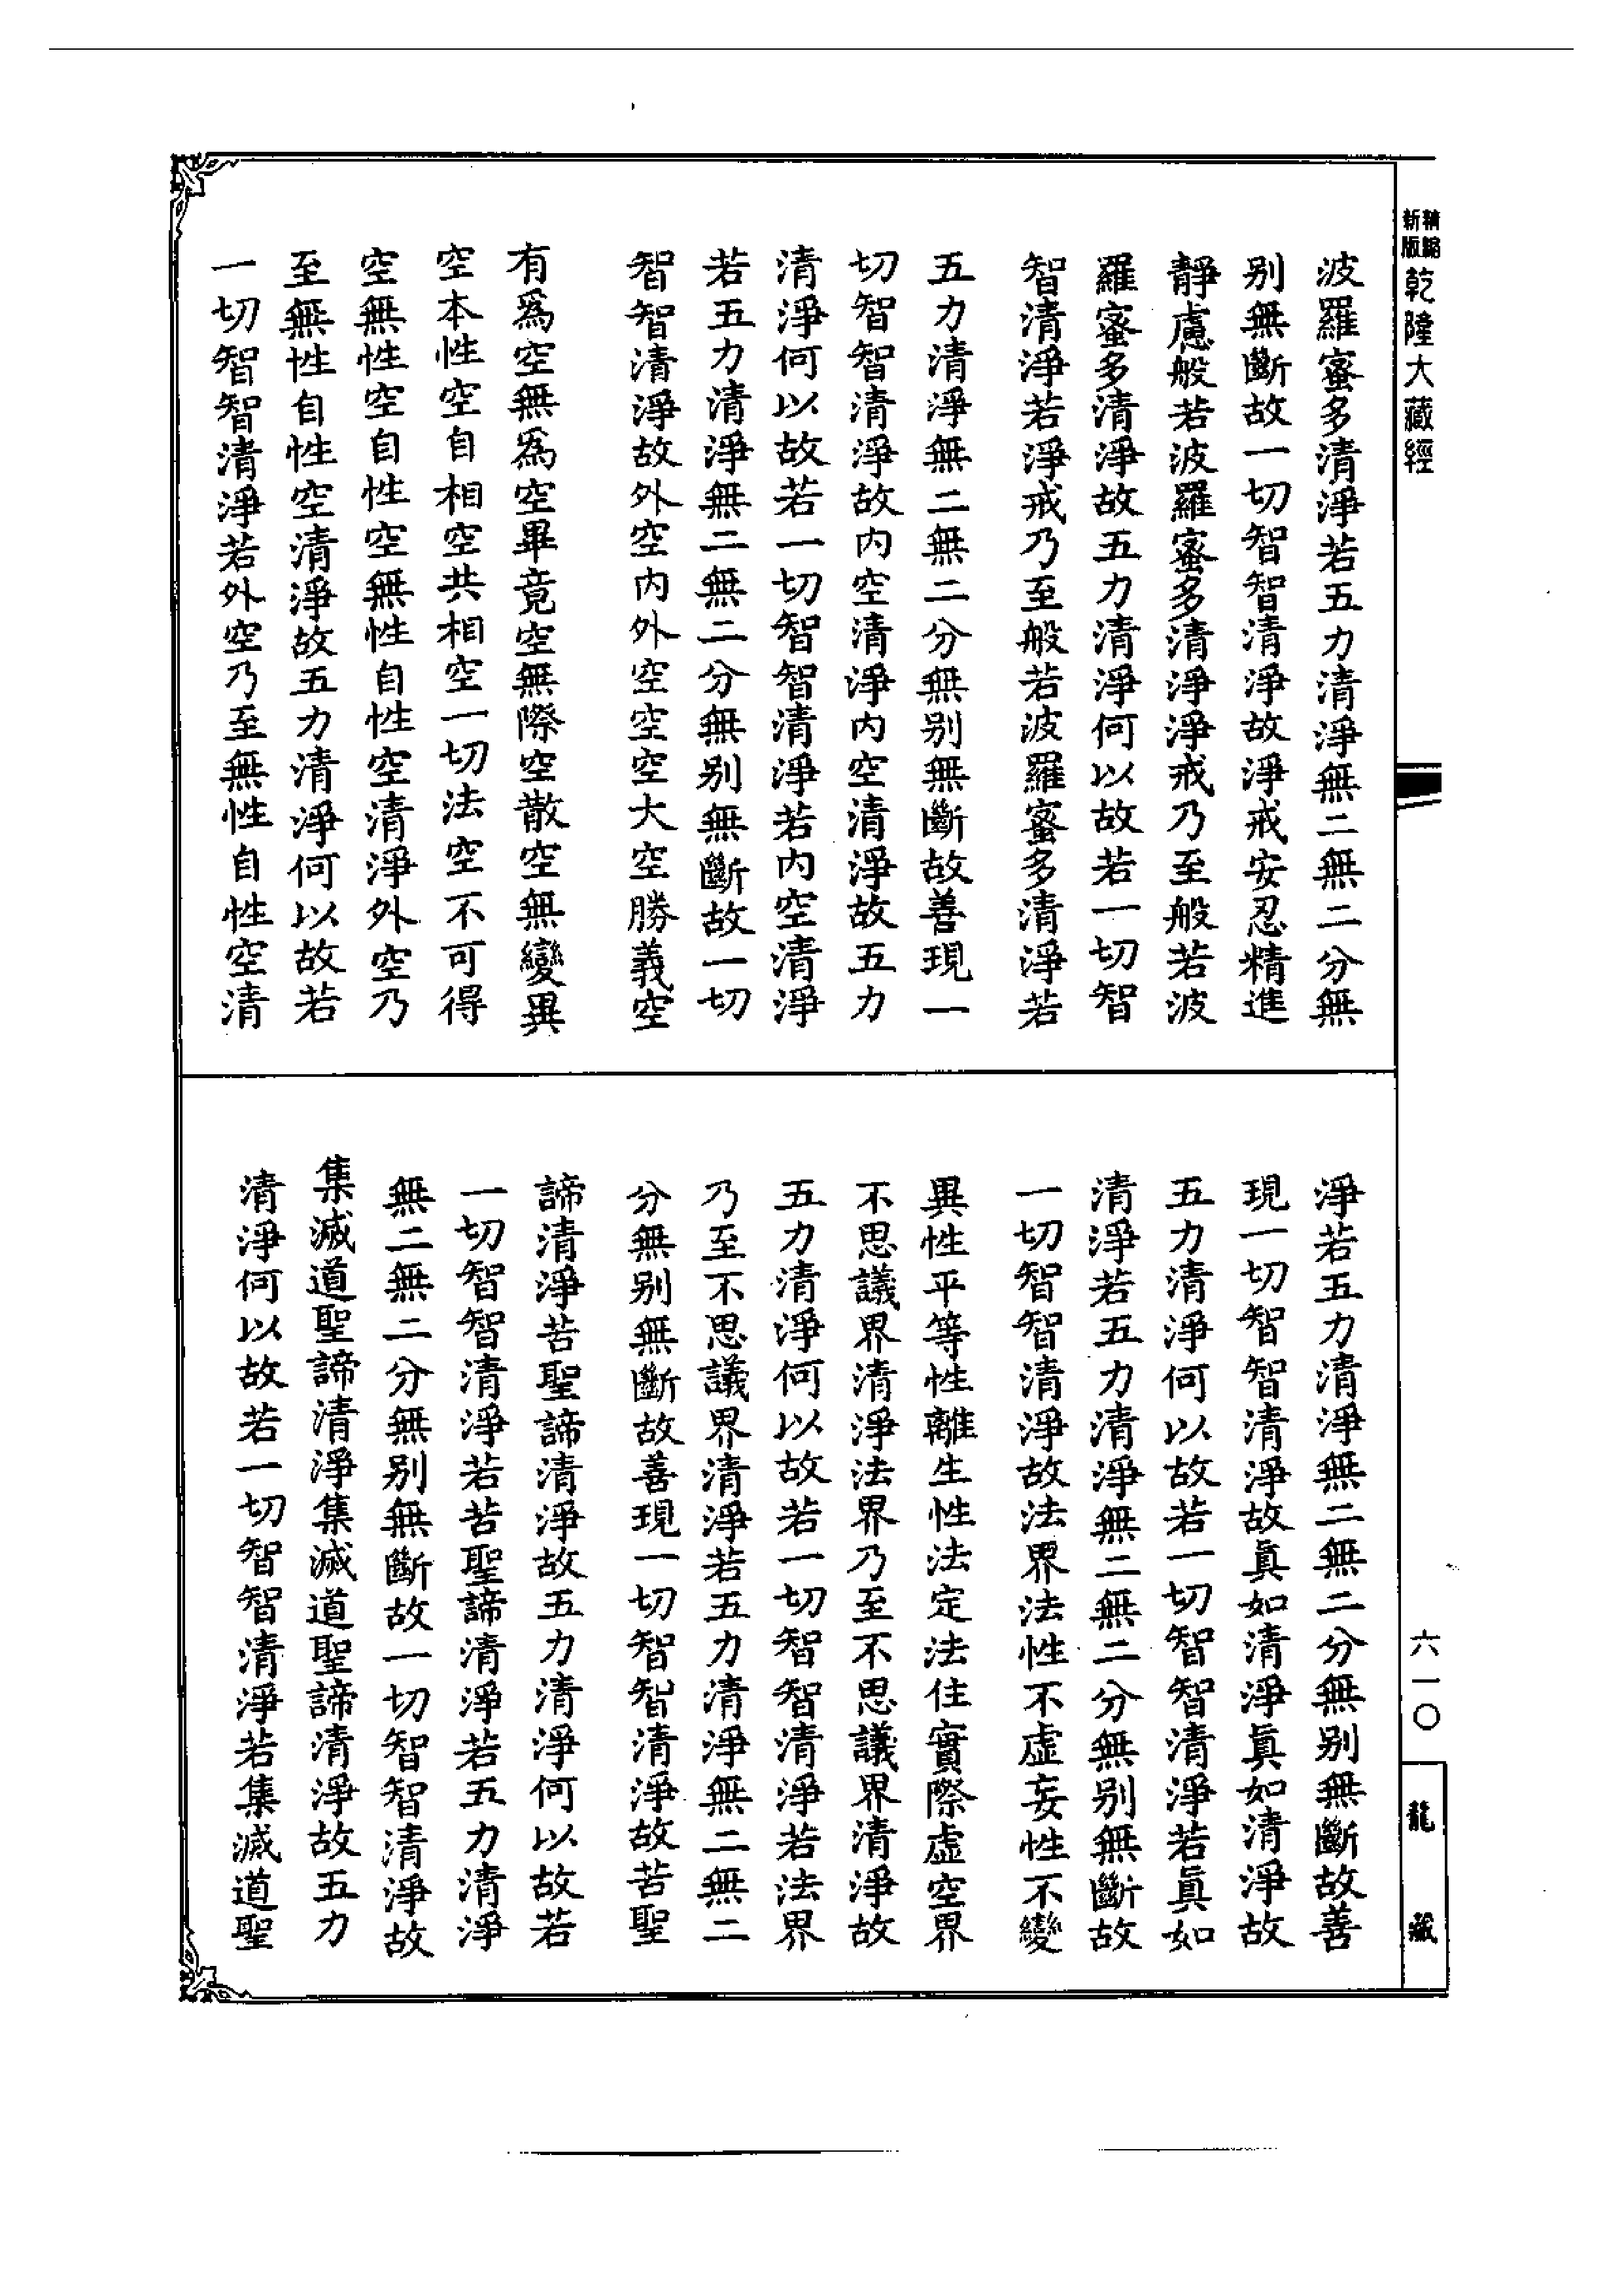 精縮
新版
乾隆大藏經
波羅蜜多清淨若五力清淨無二無二分無
别無斷故一切智智清淨故淨戒安忍精進
靜慮般若波羅蜜多清淨淨戒乃至般若波
羅蜜多清淨故五力清淨何以故若一切智
智清淨若淨戒乃至般若波羅蜜多清淨若
五力清淨無二無二分無别無斷故善現一
切智智清淨故内空清淨内空清淨故五力
清淨何以故若一切智智清淨若内空清淨
若五力清淨無二無二分無别無斷故一切
智智清淨故外空内外空空空大空勝義空
有爲空無爲空畢竟空無際空散空無變異
空本性空自相空共相空一切法空不可得
空無性空自性空無性自性空清淨外空乃
至無性自性空清淨故五力清淨何以故若
一切智智清淨若外空乃至無性自性空清
淨若五力清淨無二無二分無别無斷故善
現一切智智清淨故眞如清淨眞如清淨故
五力清淨何以故若一切智智清淨若眞如
清淨若五力清淨無二無二分無别無斷故
一切智智清淨故法界法性不虛妄性不變
異性平等性離生性法定法住實際虛空界
不思議界清淨法界乃至不思議界清淨故
五力清淨何以故若一切智智清淨若法界
乃至不思議界清淨若五力清淨無二無二
分無别無斷故善現一切智智清淨故苦聖
諦清淨苦聖諦清淨故五力清淨何以故若
一切智智清淨若苦聖諦清淨若五力清淨
無二無二分無别無斷故一切智智清淨故
集滅道聖諦清淨集滅道聖諦清淨故五力
清淨何以故若一切智智清淨若集滅道聖
六一〇
龍藏